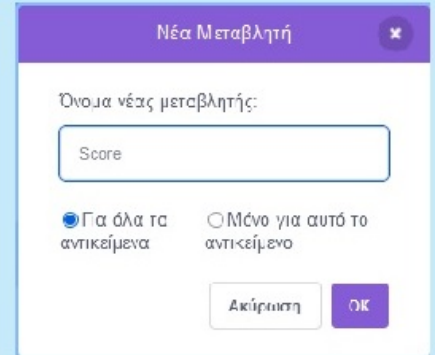 Νέα Μεταβλητή
Όνομα νέας μεταβλητής:
Score
Για όλα τα αντικείμενα
Μόνο για αυτό το αντικείμενο
Ακύρωση OK